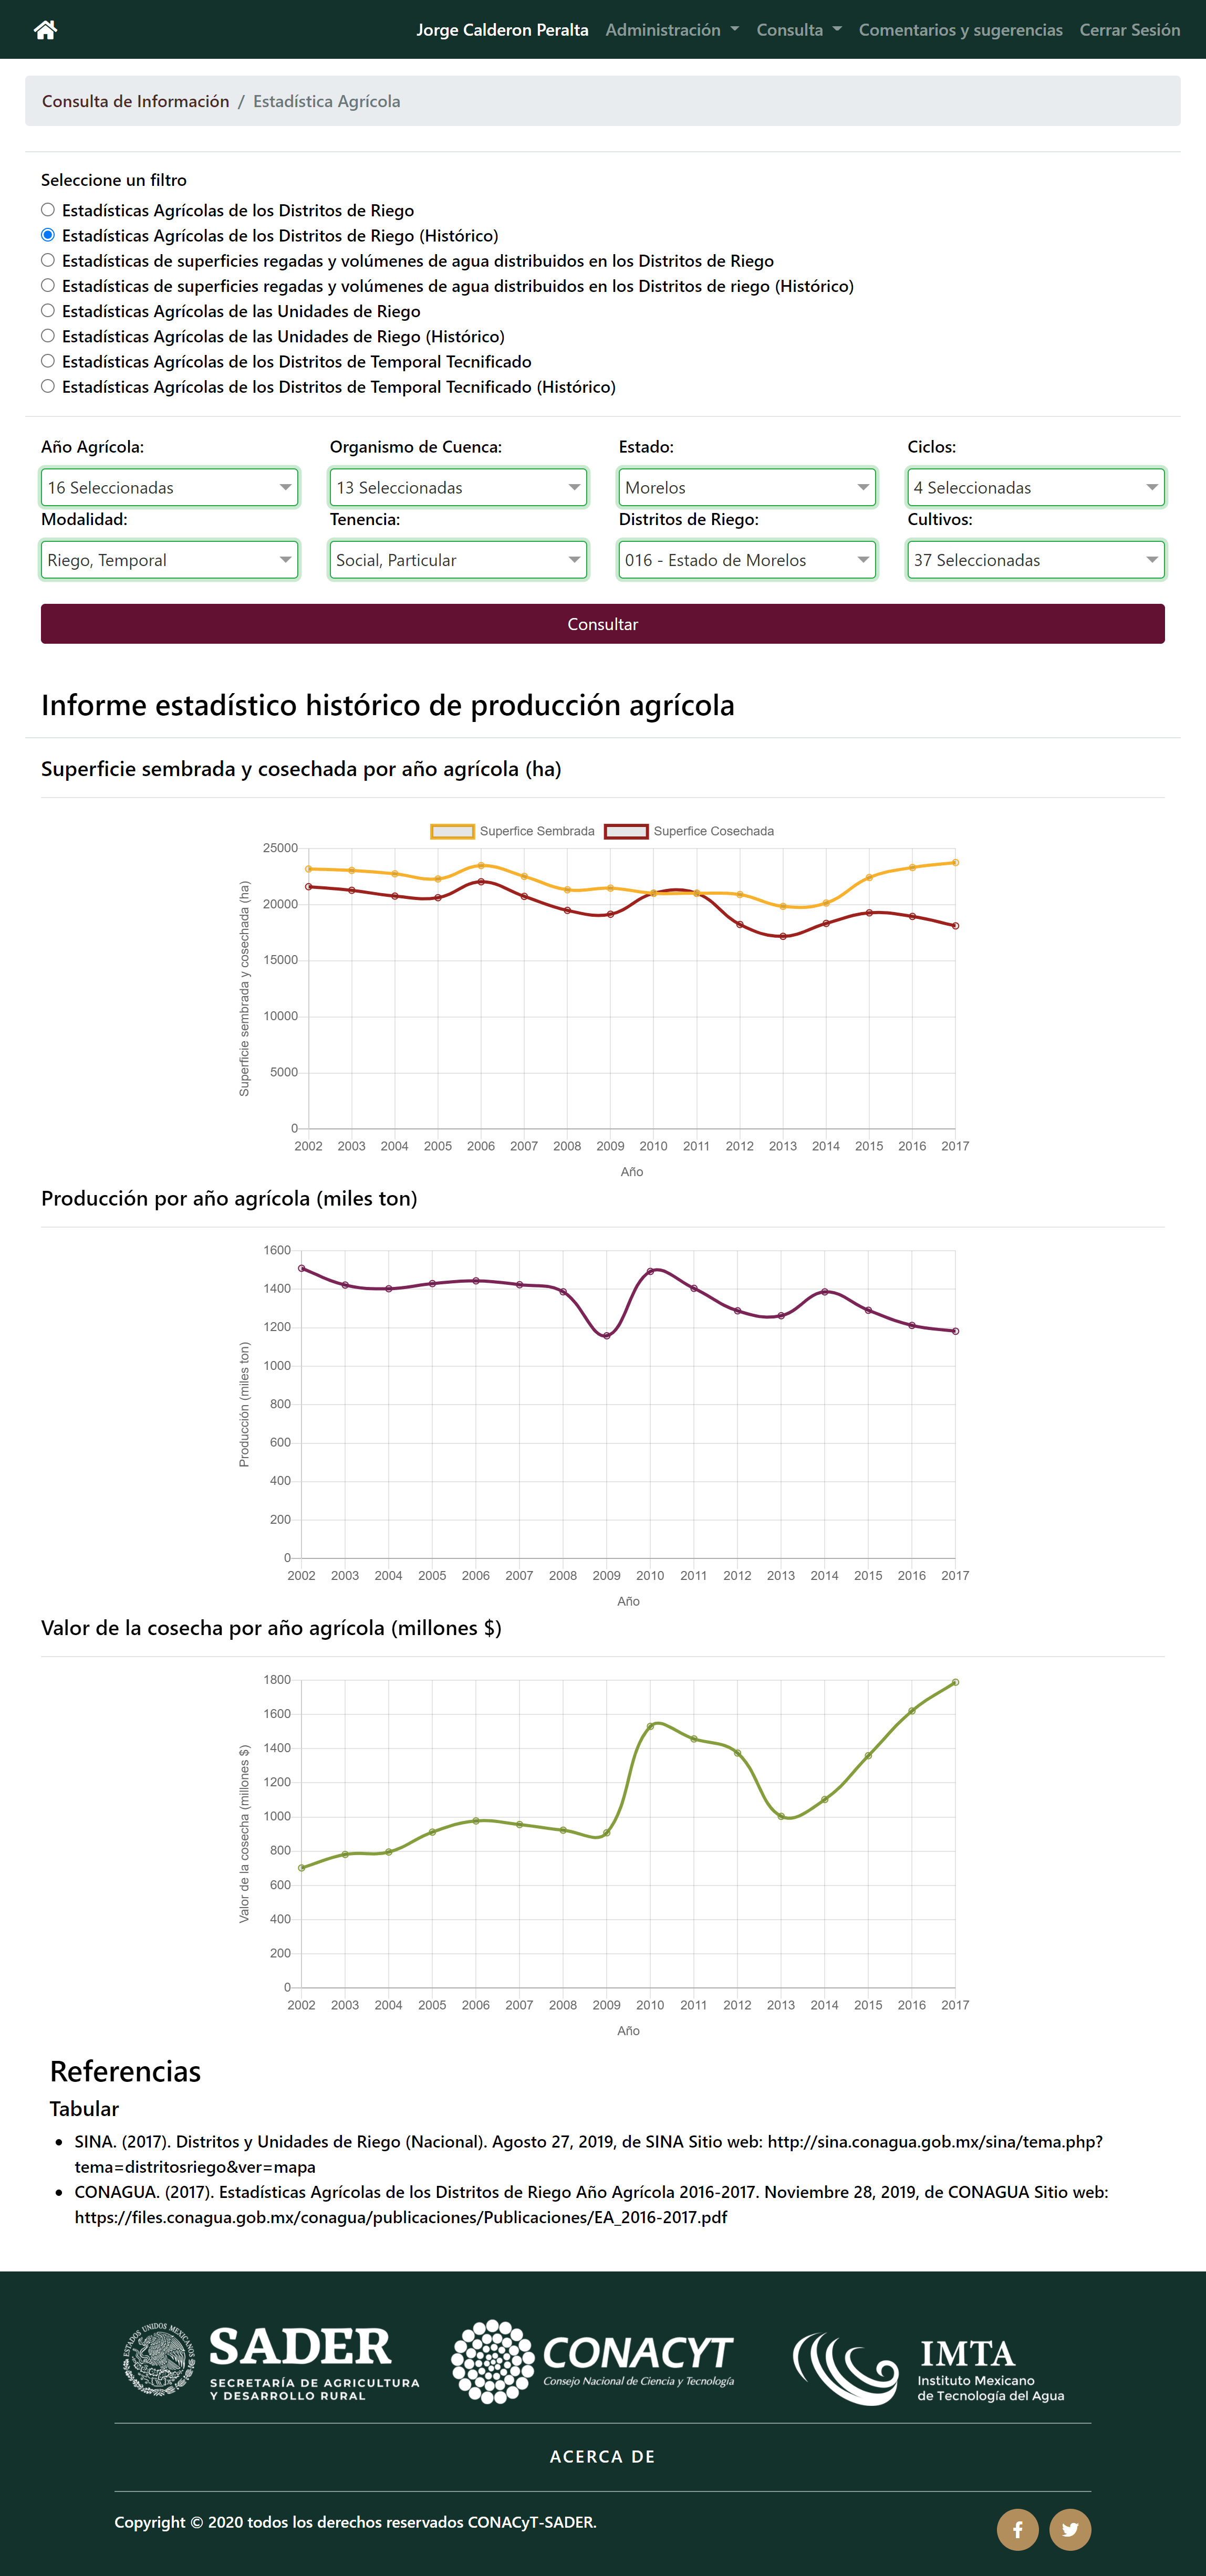 Jorge Calderon Peralta Administración Consulta Comentarios y sugerencias Cerrar Sesión
Consulta de Información / Estadística Agrícola
Seleccione un filtro
Estadísticas Agrícolas de los Distritos de Riego
Estadísticas Agrícolas de los Distritos de Riego (Histórico)
Estadísticas de superficies regadas y volúmenes de agua distribuidos en los Distritos de Riego
Estadísticas de superficies regadas y volúmenes de agua distribuidos en los Distritos de riego (Histórico)
Estadísticas Agrícolas de las Unidades de Riego
Estadísticas Agrícolas de las Unidades de Riego (Histórico)
Estadísticas Agrícolas de los Distritos de Temporal Tecnificado
Estadísticas Agrícolas de los Distritos de Temporal Tecnificado (Histórico)
Año Agrícola: Organismo de Cuenca: Estado: Ciclos:
16 Seleccionadas 13 Seleccionadas Morelos 4 Seleccionadas
Modalidad: Tenencia: Distritos de Riego: Cultivos:
Riego, Temporal Social, Particular 016 - Estado de Morelos 37 Seleccionadas
Consultar
Informe estadístico histórico de producción agrícola
Superficie sembrada y cosechada por año agrícola (ha)
Superfice Sembrada Superfice Cosechada
Superficie sembrada y cosechada (ha)
25000
20000
15000
10000
5000
0
2002 2003 2004 2005 2006 2007 2008 2009 2010 2011 2012 2013 2014 2015 2016 2017
Año
Producción por año agrícola (miles ton)
Producción (miles ton)
1600
1400
1200
1000
800
600
400
200
0
2002 2003 2004 2005 2006 2007 2008 2009 2010 2011 2012 2013 2014 2015 2016 2017
Año
Valor de la cosecha por año agrícola (millones $)
Valor de la cosecha (millones $)
1800
1600
1400
1200
1000
800
600
400
200
0
2002 2003 2004 2005 2006 2007 2008 2009 2010 2011 2012 2013 2014 2015 2016 2017
Año
Referencias
Tabular
SINA. (2017). Distritos y Unidades de Riego (Nacional). Agosto 27, 2019, de SINA Sitio web: http://sina.conagua.gob.mx/sina/tema.php?
tema=distritosriego&ver=mapa
CONAGUA. (2017). Estadísticas Agrícolas de los Distritos de Riego Año Agrícola 2016-2017. Noviembre 28, 2019, de CONAGUA Sitio web:
https://files.conagua.gob.mx/conagua/publicaciones/Publicaciones/EA_2016-2017.pdf
ESTADOS UNIDOS MEXICANOS
SADER
SECRETARÍA DE AGRICULTURA
Y DESARROLLO RURAL
CONACYT
Consejo Nacional de Ciencia y Tecnología
IMTA
Instituto Mexicano
de Tecnología del Agua
ACERCA DE
Copyright © 2020 todos los derechos reservados CONACyT-SADER.